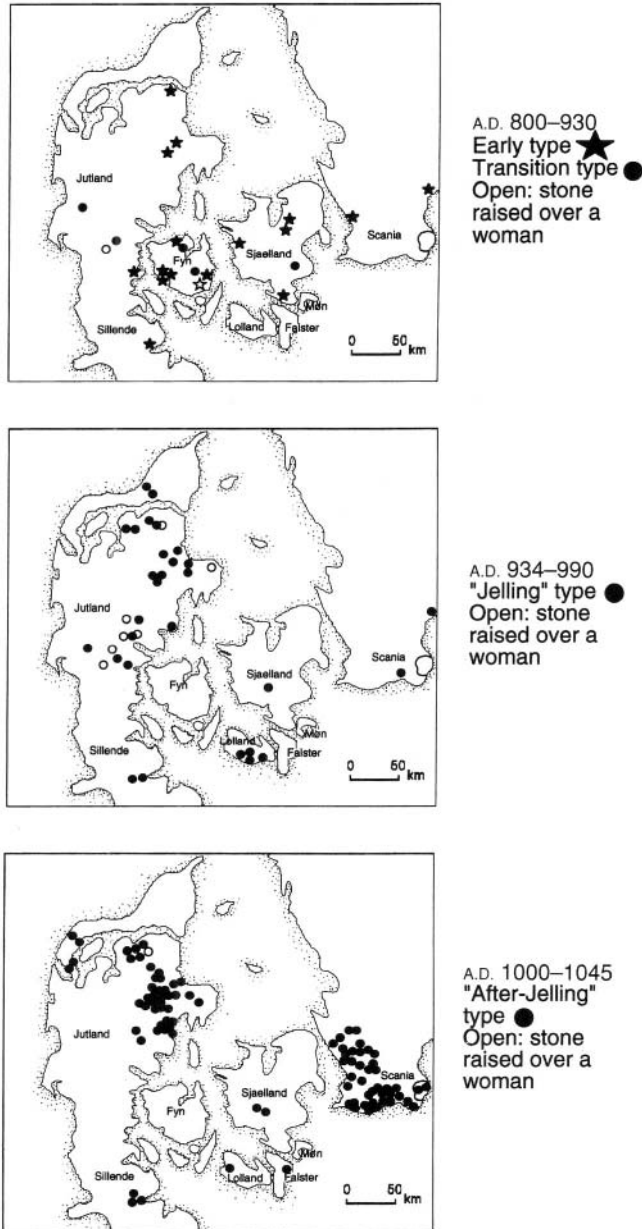 A.D. 800–930
Early type
Transition type
Open: stone
raised over a
woman
Jutland
Fyn
Sjaelland
Scania
Møn
Sillende
Lolland
Falster
0 50
km
A.D. 934–990
"Jelling" type
Open: stone
raised over a
woman
Jutland
Fyn
Sjaelland
Scania
Møn
Lolland
Sillende
Falster
0 50
km
A.D. 1000–1045
"After-Jelling"
type
Open: stone
raised over a
woman
Jutland
Scania
Fyn
Sjaelland
Møn
Sillende
Lolland
Falster
0 50
km